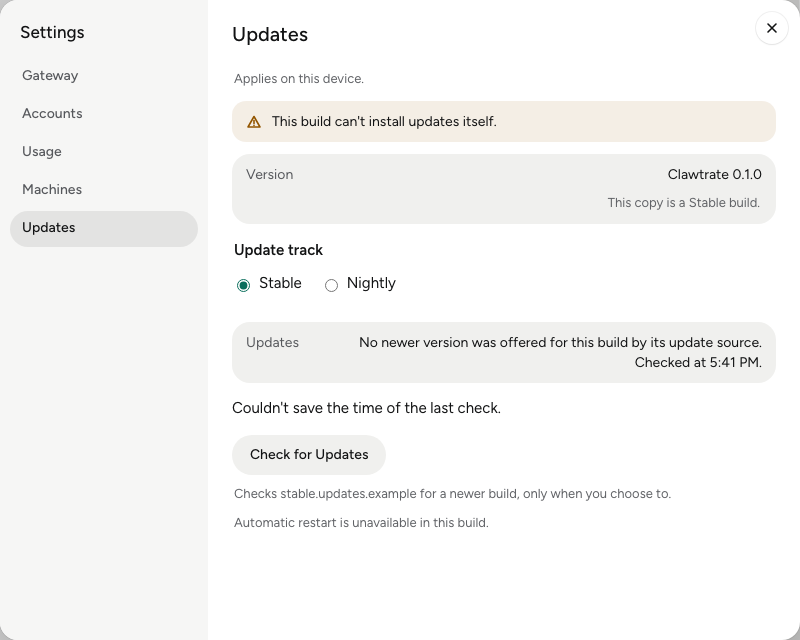 Settings
Gateway
Accounts
Usage
Machines
Updates
Updates
Applies on this device.
This build can't install updates itself.
Version
Clawtrate 0.1.0
This copy is a Stable build.
Update track
Stable
Nightly
Updates
No newer version was offered for this build by its update source.
Checked at 5:41 PM.
Couldn't save the time of the last check.
Check for Updates
Checks stable.updates.example for a newer build, only when you choose to.
Automatic restart is unavailable in this build.